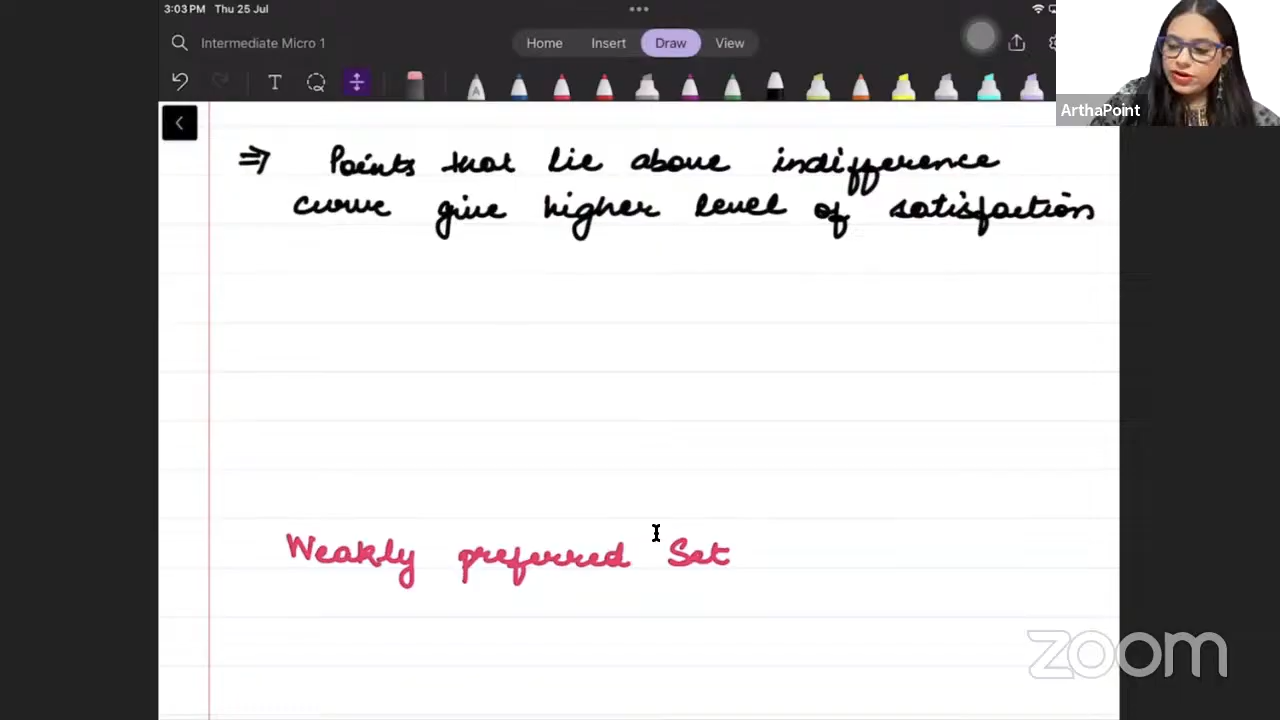 3:03 PM Thu 25 Jul
Intermediate Micro 1
Home Insert Draw View
ArthaPoint
T
A
⇒ Points that lie above indifference
curve give higher level of satisfaction
Weakly preferred Set
zoom